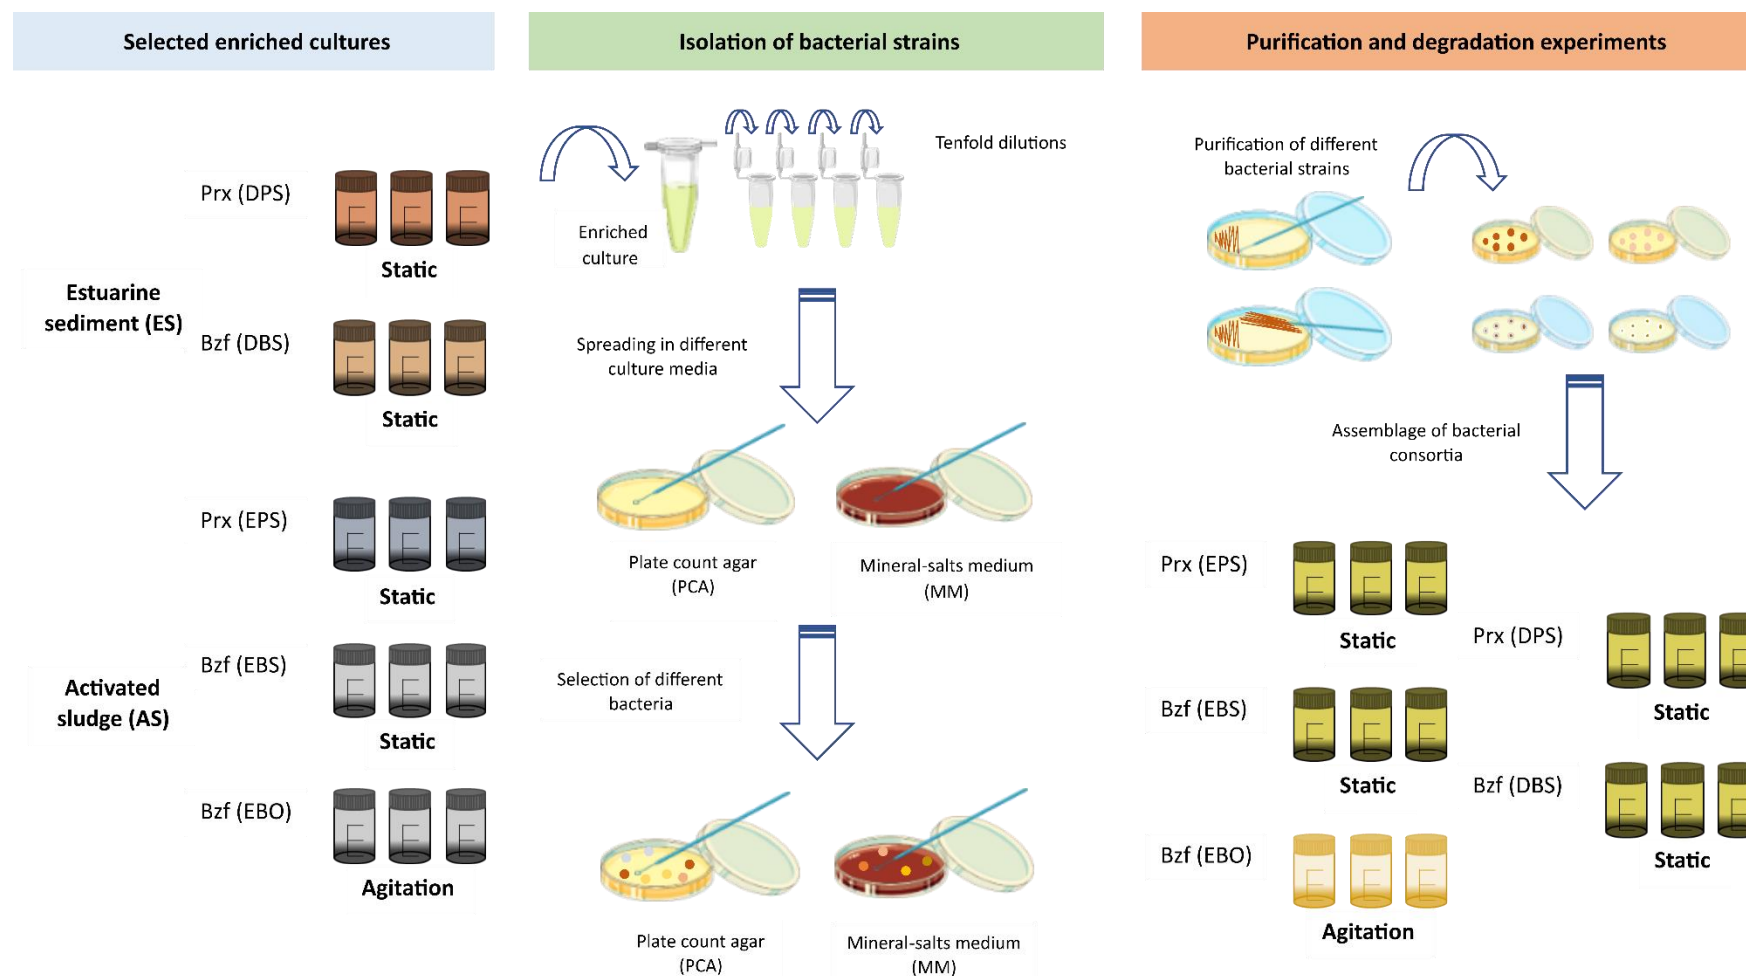 Selected enriched cultures
Prx (DPS)
E E E
Static
Estuarine
sediment (ES)
Bzf (DBS)
E E E
Static
Prx (EPS)
E E E
Static
Bzf (EBS)
E E E
Activated
sludge (AS)
Static
Bzf (EBO)
E E E
Agitation
Isolation of bacterial strains
Tenfold dilutions
Enriched
culture
Spreading in different
culture media
Plate count agar
(PCA)
Mineral-salts medium
(MM)
Selection of different
bacteria
Plate count agar
(PCA)
Mineral-salts medium
(MM)
Purification and degradation experiments
Purification of different
bacterial strains
Assemblage of bacterial
consortia
Prx (EPS)
E E E
Static
Prx (DPS)
E E E
Static
Bzf (EBS)
E E E
Static
Bzf (DBS)
E E E
Static
Bzf (EBO)
E E E
Agitation